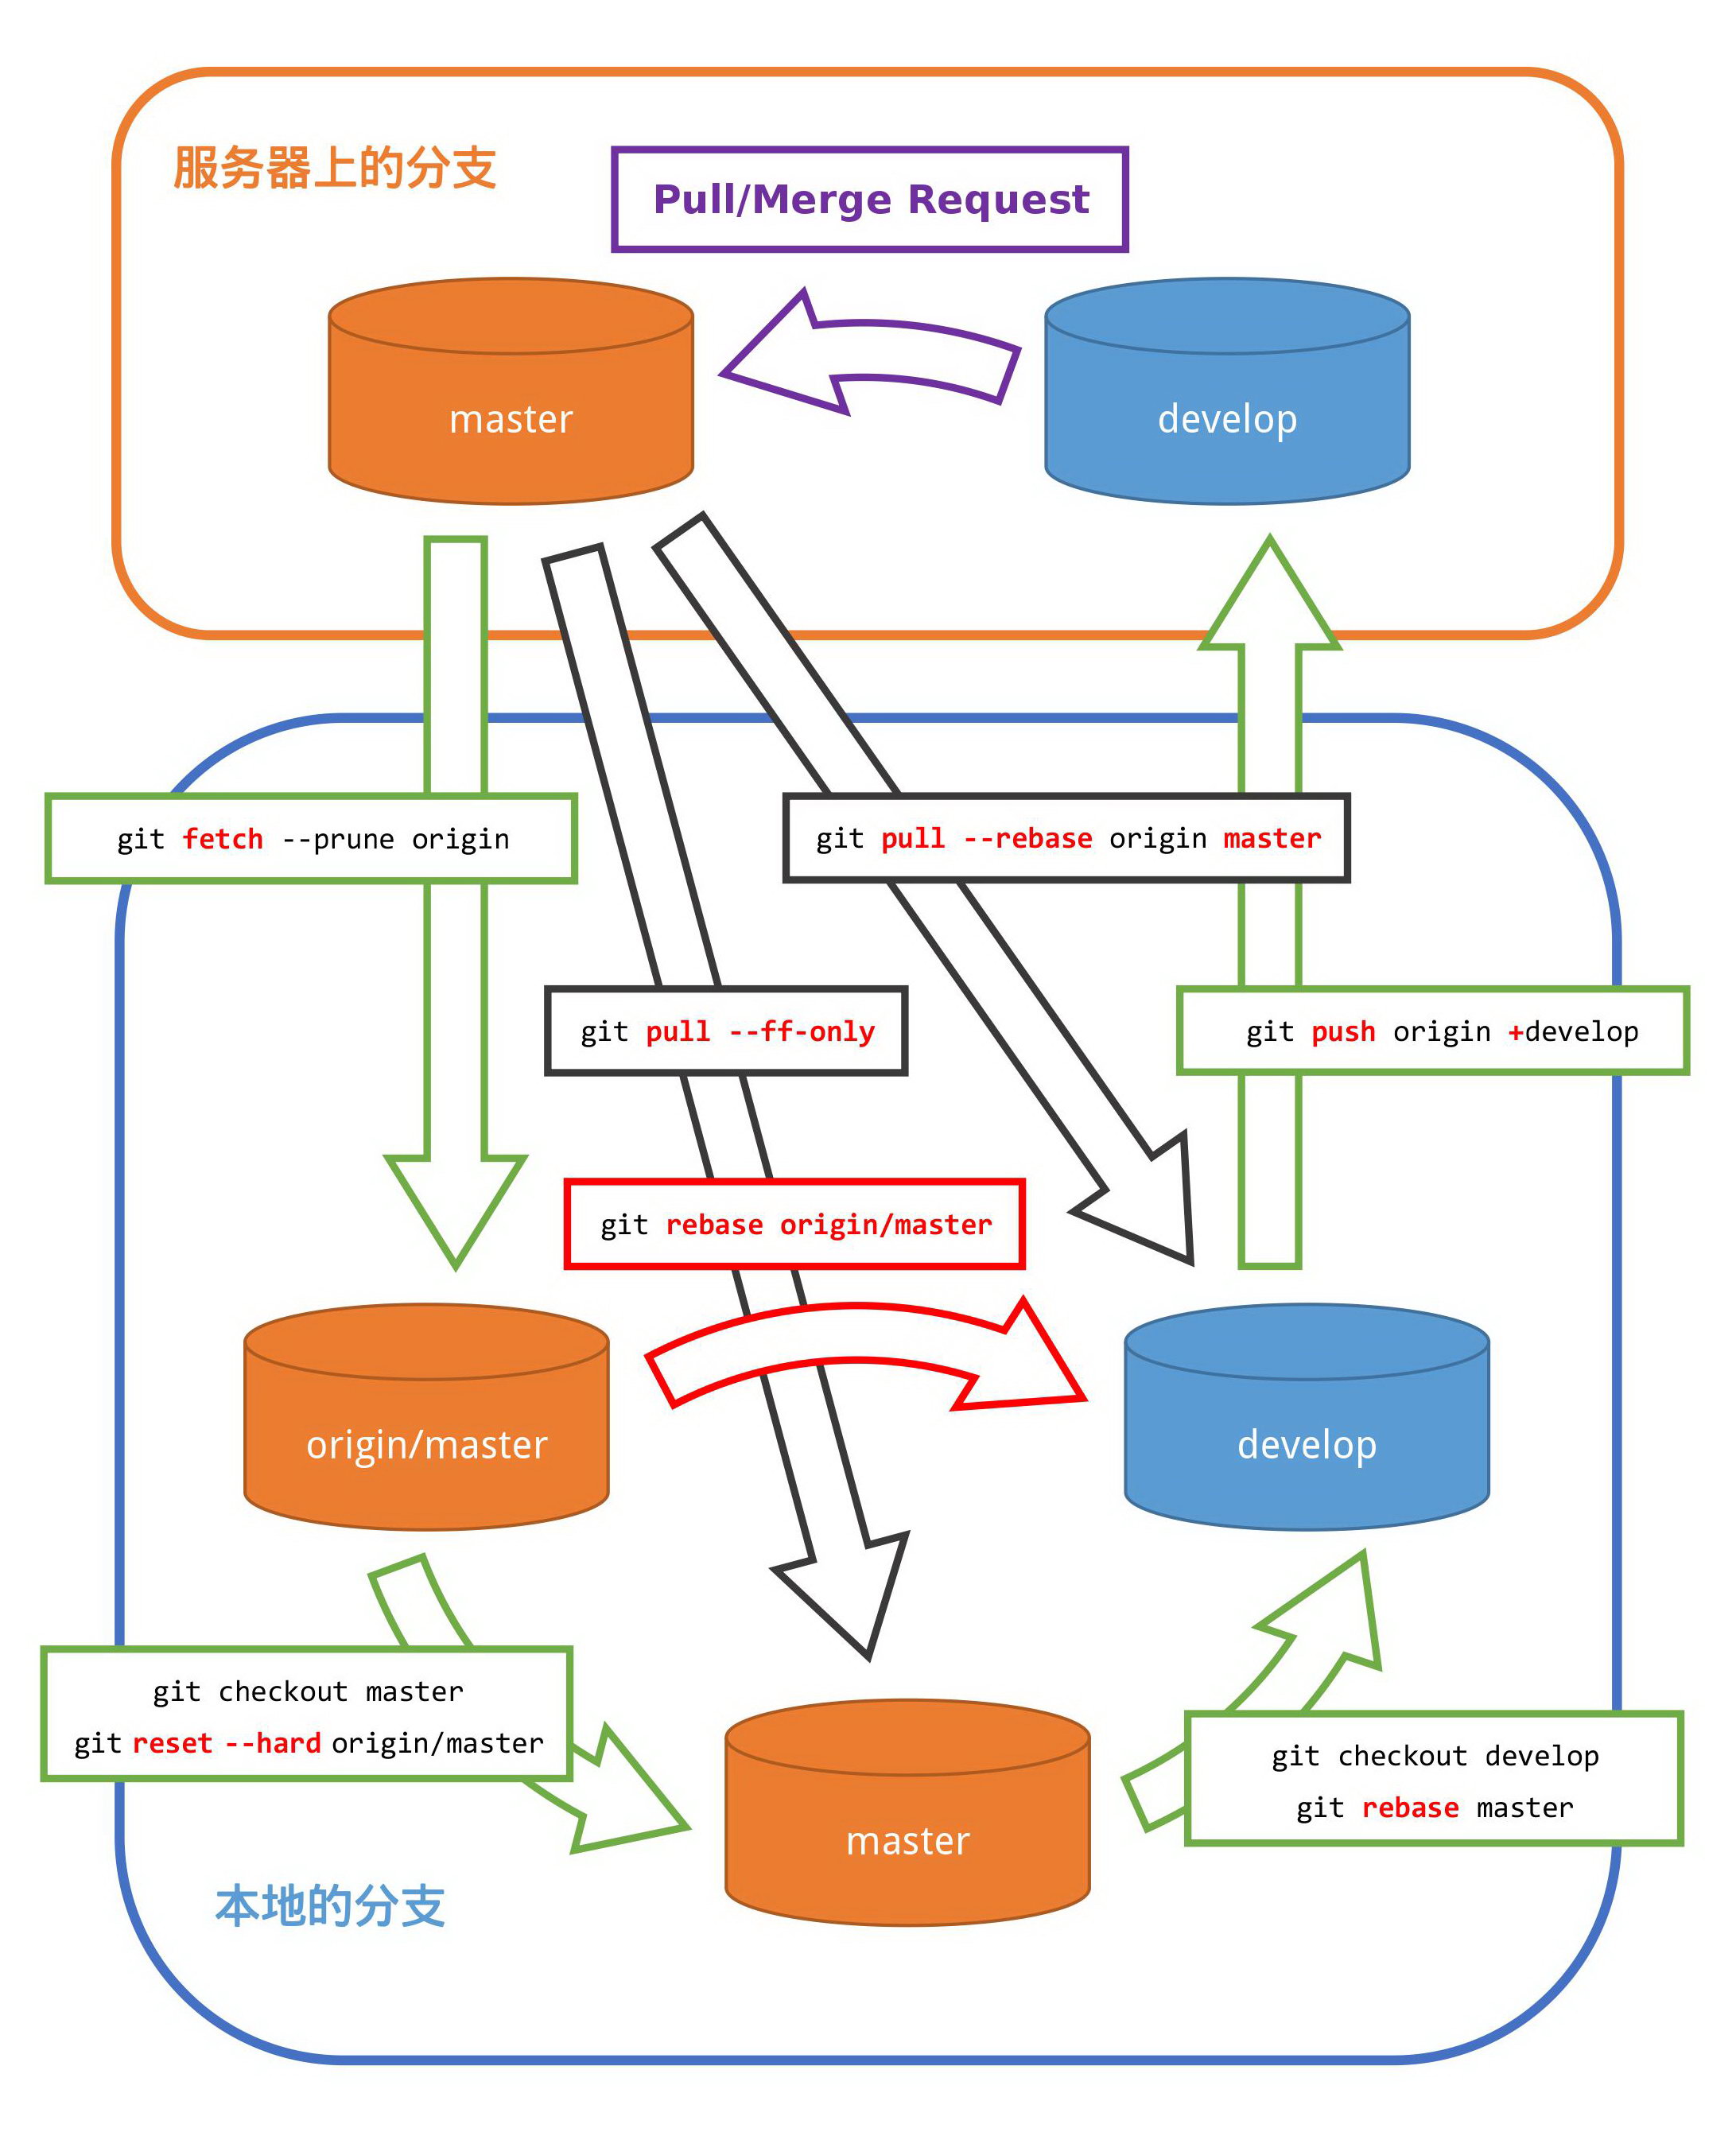 服务器上的分支
Pull/Merge Request
master
develop
git fetch --prune origin
git pull --rebase origin master
git pull --ff-only
git push origin +develop
git rebase origin/master
origin/master
develop
git checkout master
git reset --hard origin/master
master
git checkout develop
git rebase master
本地的分支